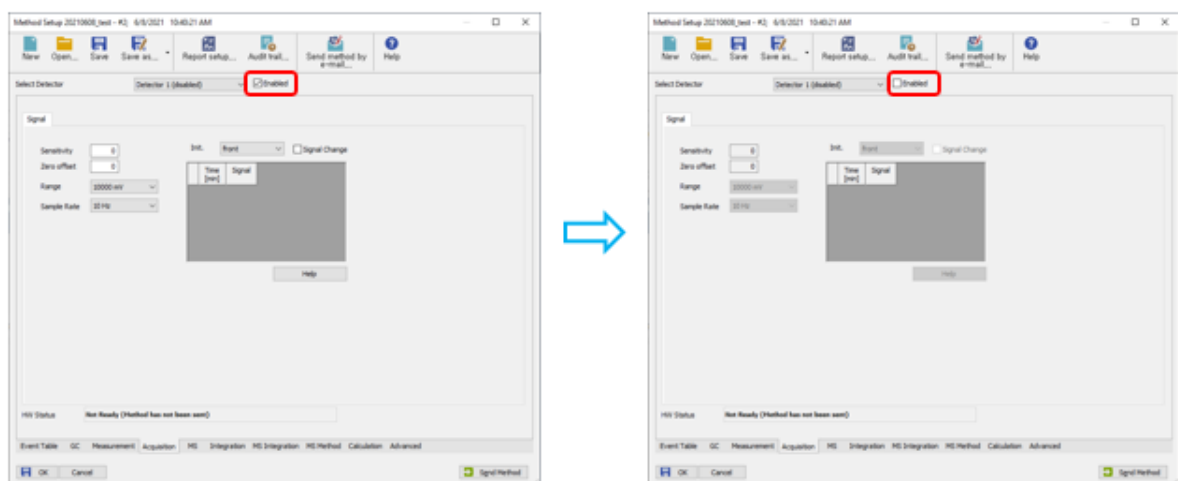 Method Setup 20210608_test - #2; 6/8/2021 10:40:21 AM
New Open... Save Save as... Report setup... Audit trail... Send method by e-mail... Help
Select Detector Detector 1 (disabled) Enabled
Signal
Sensitivity 0 Init. front Signal Change
Zero offset 0
Time [min] Signal
Range 10000 mV
Sample Rate 10 Hz
Help
HW Status Not Ready (Method has not been sent)
Event Table GC Measurement Acquisition MS Integration MS Integration MS Method Calculation Advanced
OK Cancel Send Method
Method Setup 20210608_test - #2; 6/8/2021 10:40:21 AM
New Open... Save Save as... Report setup... Audit trail... Send method by e-mail... Help
Select Detector Detector 1 (disabled) Enabled
Signal
Sensitivity 0 Init. front Signal Change
Zero offset 0
Time [min] Signal
Range 10000 mV
Sample Rate 10 Hz
Help
HW Status Not Ready (Method has not been sent)
Event Table GC Measurement Acquisition MS Integration MS Integration MS Method Calculation Advanced
OK Cancel Send Method